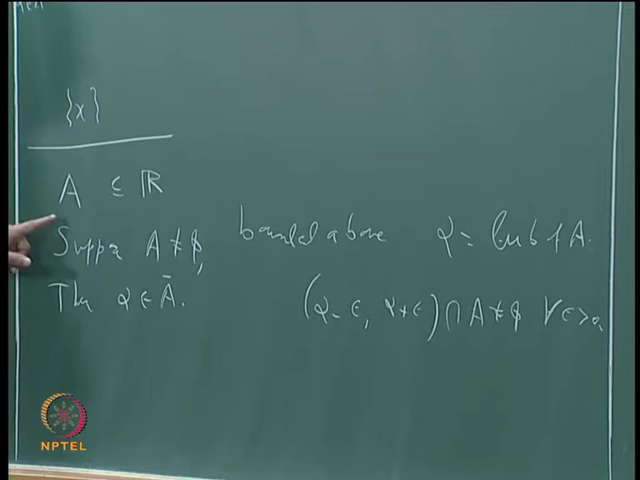 {x}
A ⊆ ℝ
Suppose A ≠ φ, bounded above α = lub of A.
Then α ∈ Ā. (α - ε, α + ε) ∩ A ≠ φ ∀ ε > 0
NPTEL